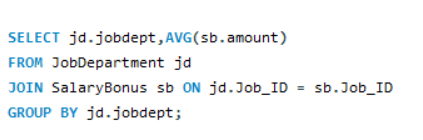 SELECT jd.jobdept,AVG(sb.amount)
FROM JobDepartment jd
JOIN SalaryBonus sb ON jd.Job_ID = sb.Job_ID
GROUP BY jd.jobdept;